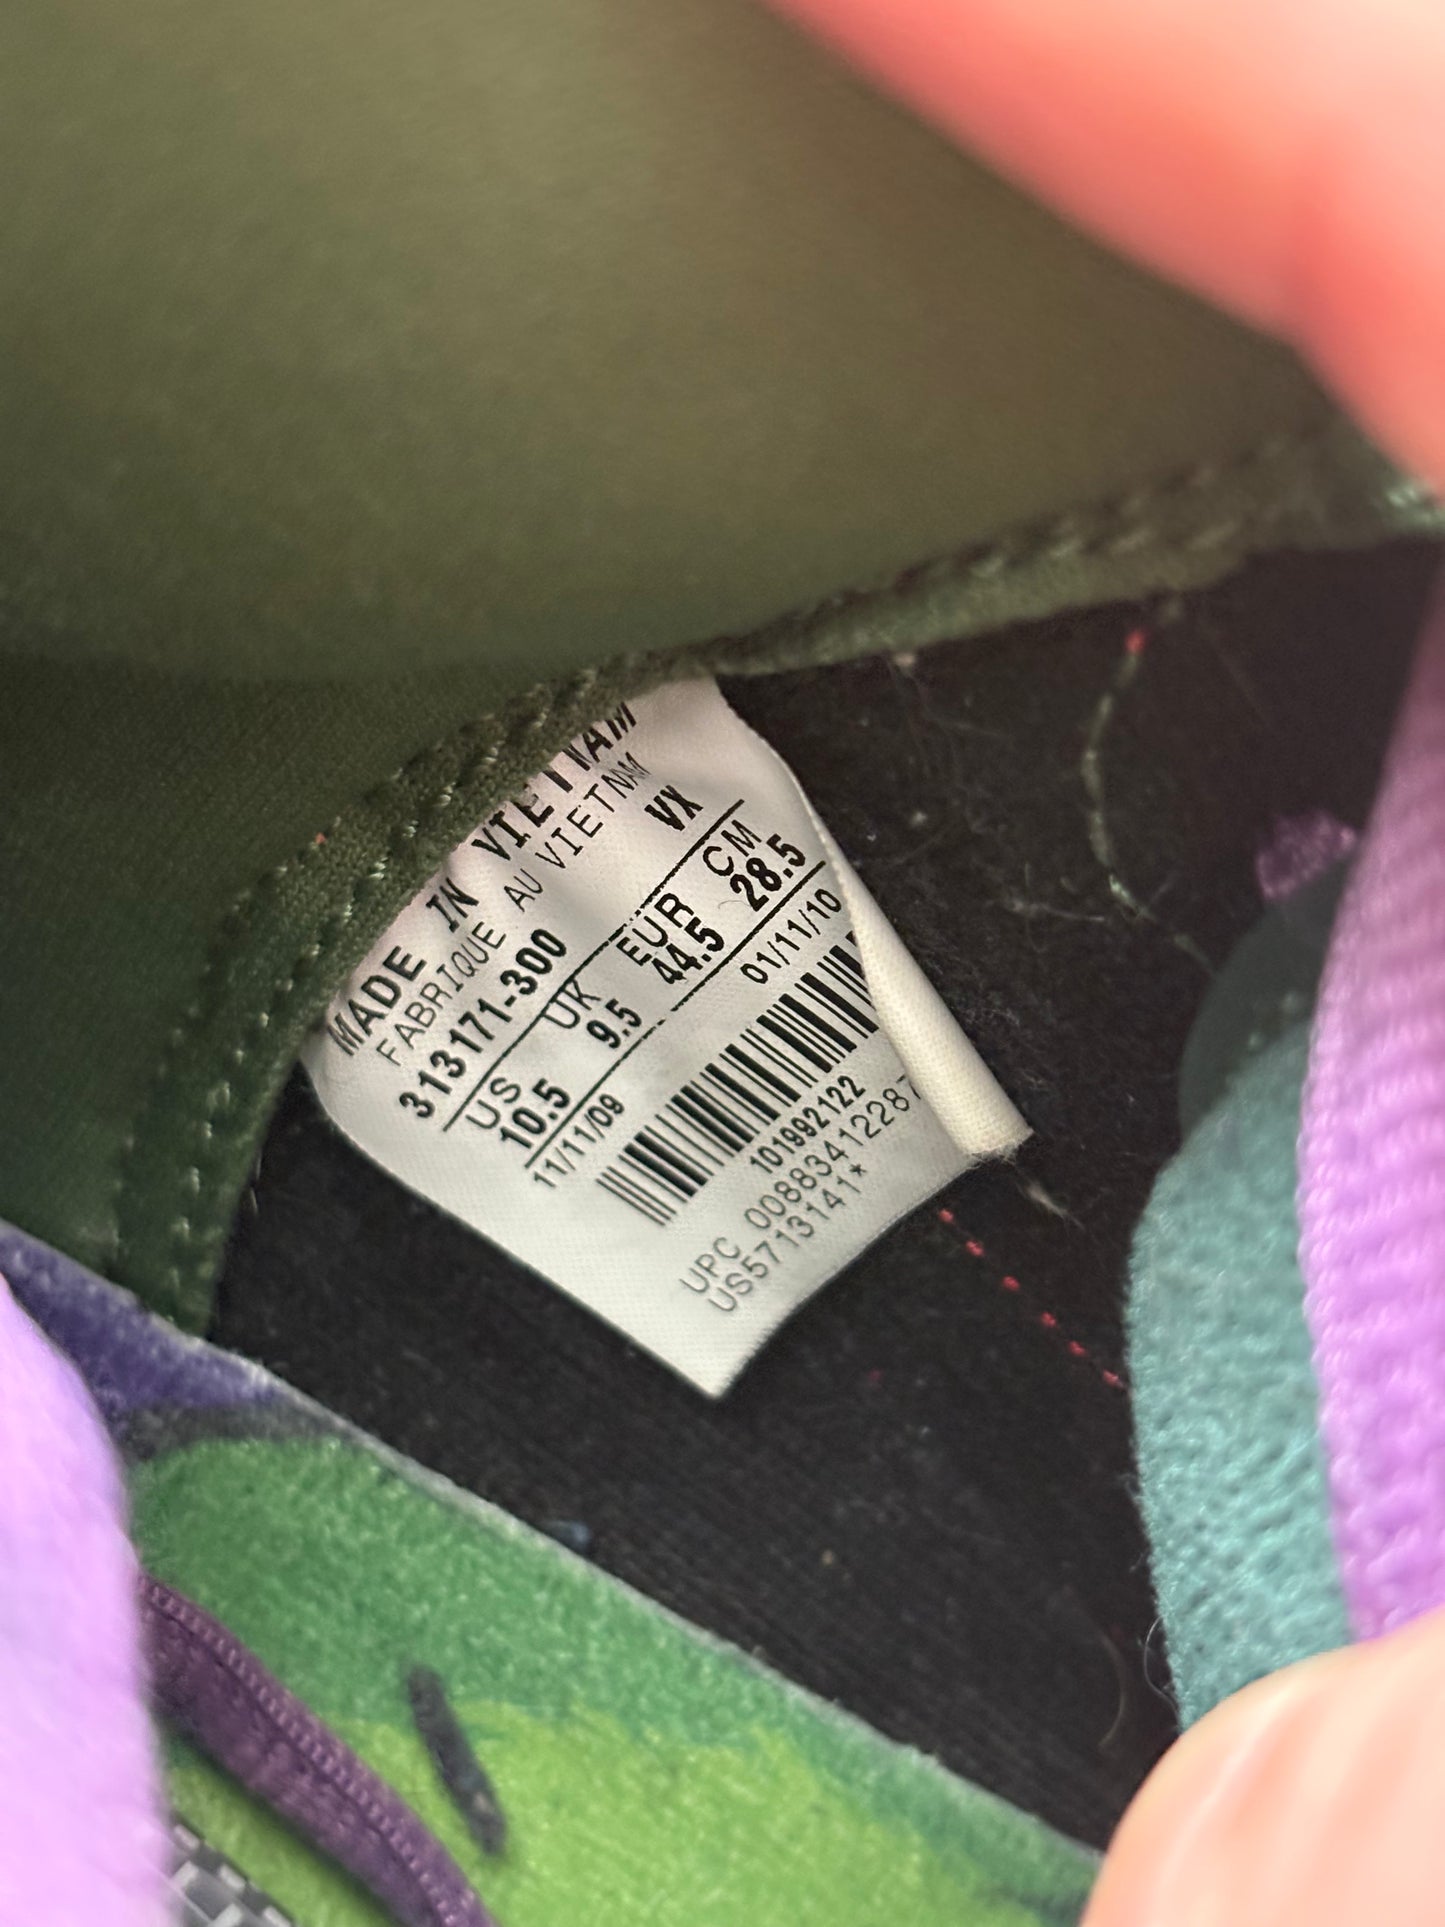 MADE IN VIETNAM
FABRIQUE AU VIETNAM
313171-300 VX
US UK EUR CM
10.5 9.5 44.5 28.5
11/11/09 01/11/10
101992122
UPC 00883412287
US5713141*